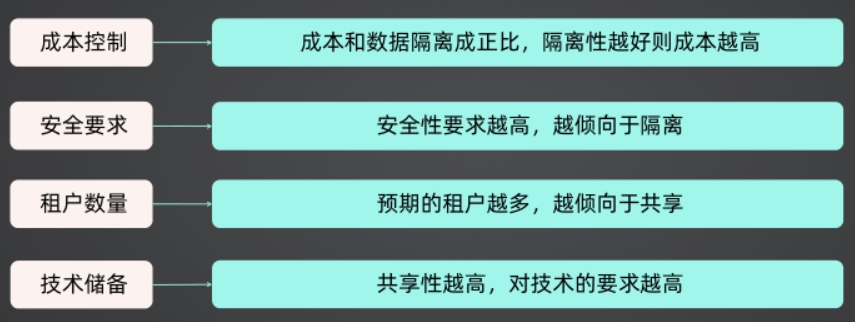 成本控制
成本和数据隔离成正比，隔离性越好则成本越高
安全要求
安全性要求越高，越倾向于隔离
租户数量
预期的租户越多，越倾向于共享
技术储备
共享性越高，对技术的要求越高